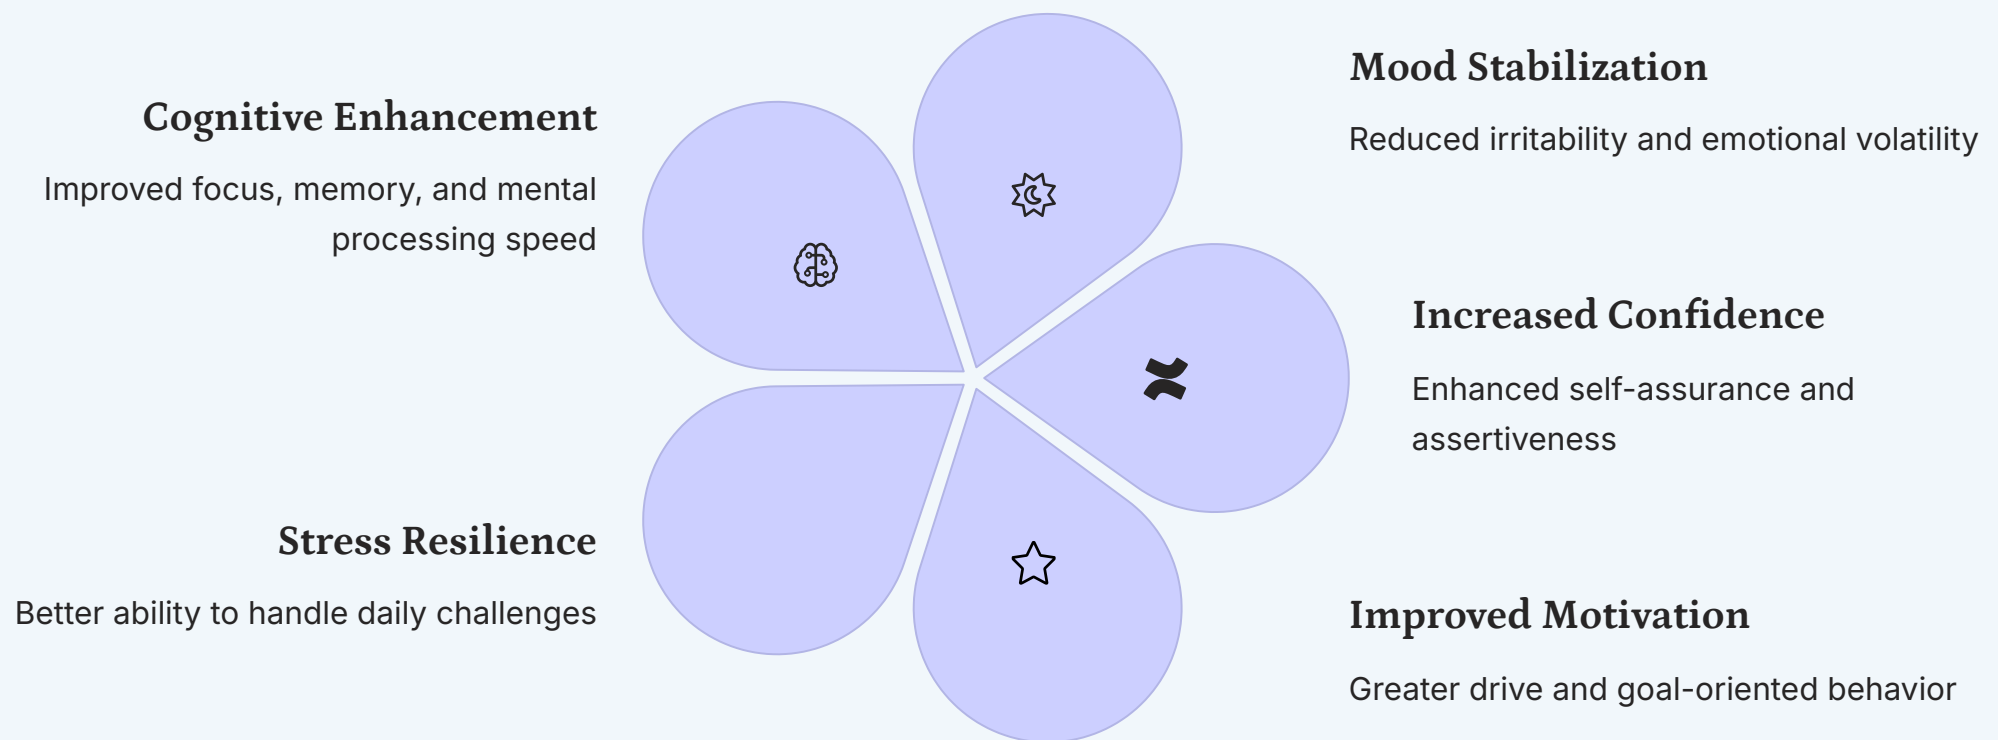 Cognitive Enhancement
Improved focus, memory, and mental
processing speed
Mood Stabilization
Reduced irritability and emotional volatility
Increased Confidence
Enhanced self-assurance and
assertiveness
Stress Resilience
Better ability to handle daily challenges
Improved Motivation
Greater drive and goal-oriented behavior